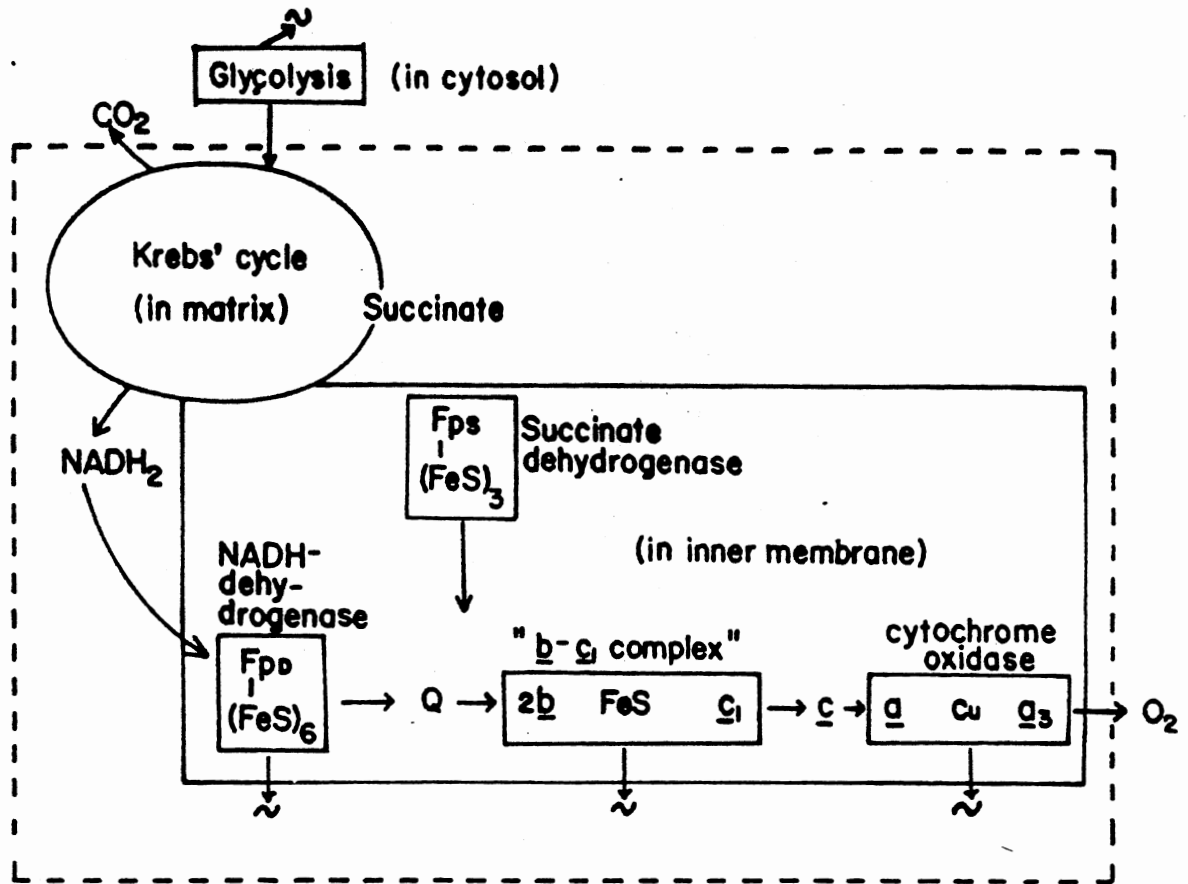 ~
Glycolysis (in cytosol)
CO₂
Krebs' cycle
(in matrix)
Succinate
NADH₂
Fps
(FeS)₃
Succinate
dehydrogenase
(in inner membrane)
NADH-
dehy-
drogenase
FpD
(FeS)₆
Q
"b-c₁ complex"
2b FeS c₁
c
cytochrome
oxidase
a Cu a₃
O₂
~
~
~